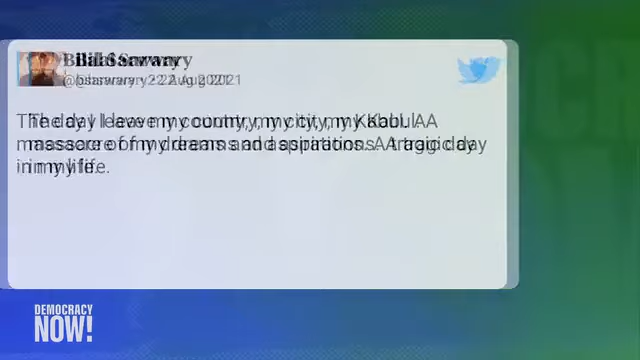 Bilal Sarwary
@bsarwary · 22 Aug 2021
The day I leave my country, my city, my Kabul. A
massacre of my dreams and aspirations. A tragic day
in my life.
DEMOCRACY
NOW!